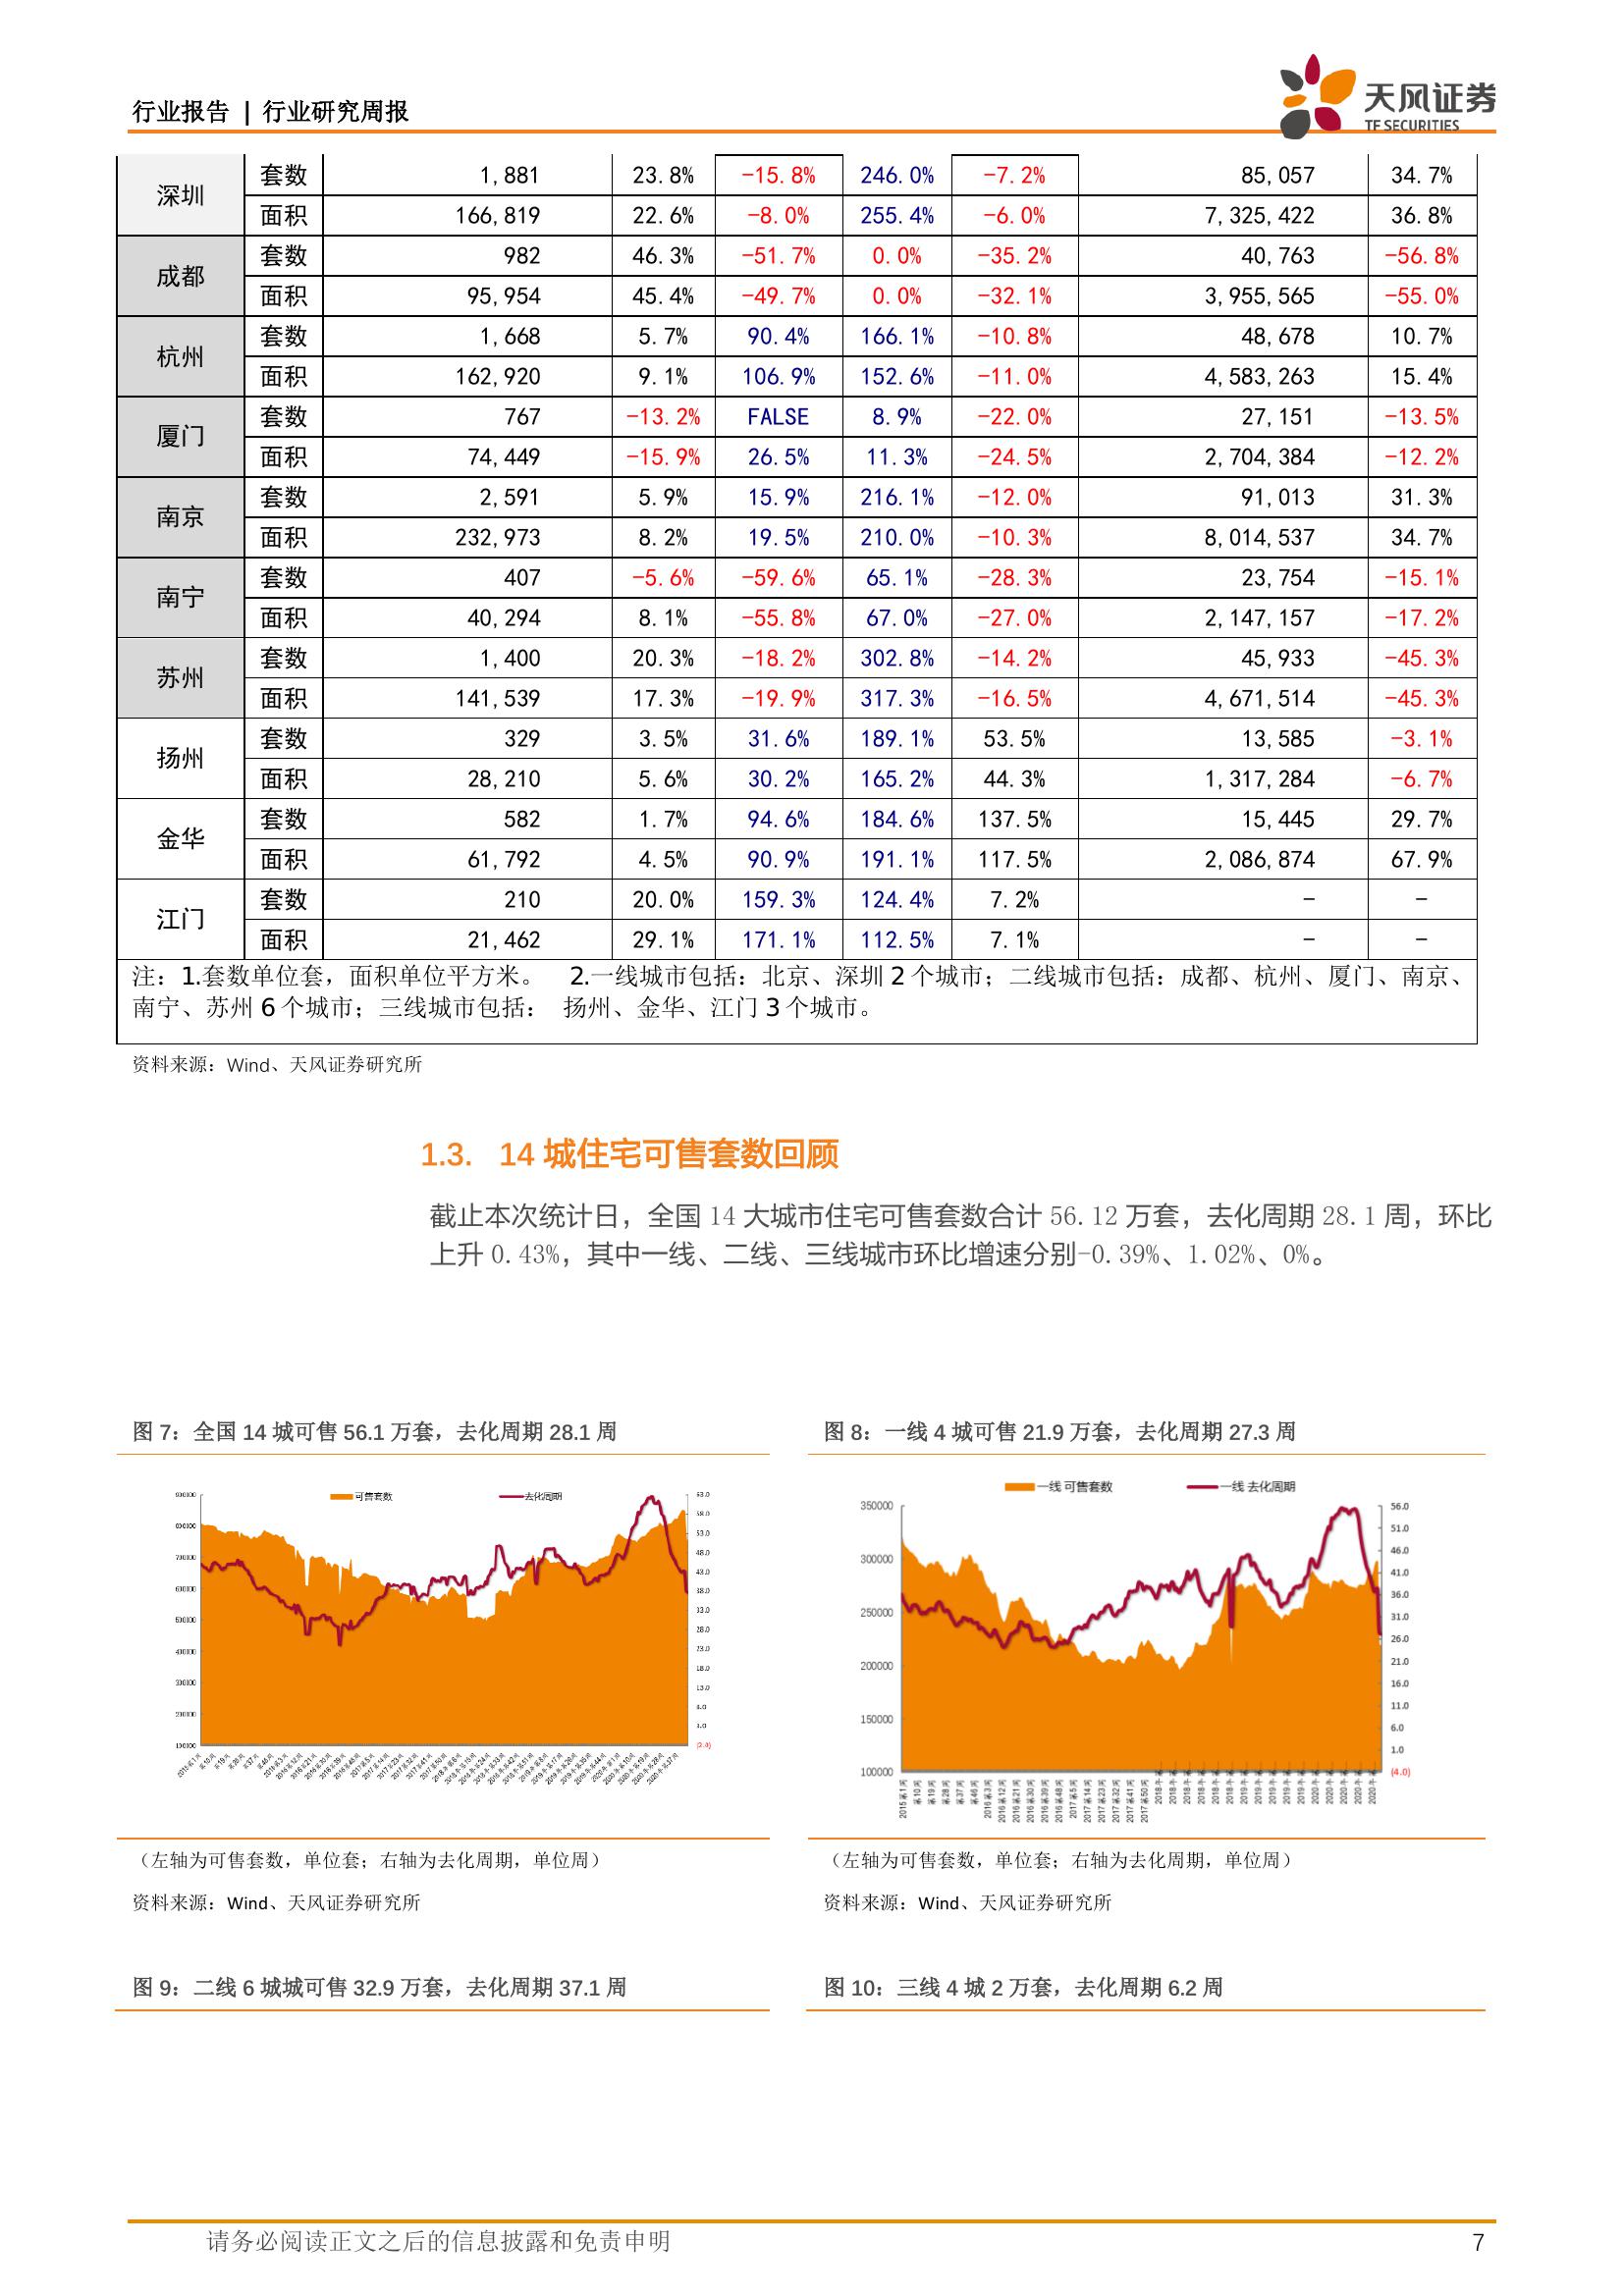 行业报告 | 行业研究周报
天风证券
TF SECURITIES
深圳 套数 1,881 23.8% -15.8% 246.0% -7.2% 85,057 34.7%
面积 166,819 22.6% -8.0% 255.4% -6.0% 7,325,422 36.8%
成都 套数 982 46.3% -51.7% 0.0% -35.2% 40,763 -56.8%
面积 95,954 45.4% -49.7% 0.0% -32.1% 3,955,565 -55.0%
杭州 套数 1,668 5.7% 90.4% 166.1% -10.8% 48,678 10.7%
面积 162,920 9.1% 106.9% 152.6% -11.0% 4,583,263 15.4%
厦门 套数 767 -13.2% FALSE 8.9% -22.0% 27,151 -13.5%
面积 74,449 -15.9% 26.5% 11.3% -24.5% 2,704,384 -12.2%
南京 套数 2,591 5.9% 15.9% 216.1% -12.0% 91,013 31.3%
面积 232,973 8.2% 19.5% 210.0% -10.3% 8,014,537 34.7%
南宁 套数 407 -5.6% -59.6% 65.1% -28.3% 23,754 -15.1%
面积 40,294 8.1% -55.8% 67.0% -27.0% 2,147,157 -17.2%
苏州 套数 1,400 20.3% -18.2% 302.8% -14.2% 45,933 -45.3%
面积 141,539 17.3% -19.9% 317.3% -16.5% 4,671,514 -45.3%
扬州 套数 329 3.5% 31.6% 189.1% 53.5% 13,585 -3.1%
面积 28,210 5.6% 30.2% 165.2% 44.3% 1,317,284 -6.7%
金华 套数 582 1.7% 94.6% 184.6% 137.5% 15,445 29.7%
面积 61,792 4.5% 90.9% 191.1% 117.5% 2,086,874 67.9%
江门 套数 210 20.0% 159.3% 124.4% 7.2% - -
面积 21,462 29.1% 171.1% 112.5% 7.1% - -
注：1.套数单位套，面积单位平方米。 2.一线城市包括：北京、深圳 2 个城市；二线城市包括：成都、杭州、厦门、南京、
南宁、苏州 6 个城市；三线城市包括： 扬州、金华、江门 3 个城市。
资料来源：Wind、天风证券研究所
1.3. 14 城住宅可售套数回顾
截止本次统计日，全国 14 大城市住宅可售套数合计 56.12 万套，去化周期 28.1 周，环比
上升 0.43%，其中一线、二线、三线城市环比增速分别-0.39%、1.02%、0%。
图 7：全国 14 城可售 56.1 万套，去化周期 28.1 周
可售套数 去化周期
图 8：一线 4 城可售 21.9 万套，去化周期 27.3 周
一线 可售套数 一线 去化周期
350000
300000
250000
200000
150000
100000
56.0
51.0
46.0
41.0
36.0
31.0
26.0
21.0
16.0
11.0
6.0
1.0
(4.0)
（左轴为可售套数，单位套；右轴为去化周期，单位周）
资料来源：Wind、天风证券研究所
（左轴为可售套数，单位套；右轴为去化周期，单位周）
资料来源：Wind、天风证券研究所
图 9：二线 6 城城可售 32.9 万套，去化周期 37.1 周
图 10：三线 4 城 2 万套，去化周期 6.2 周
请务必阅读正文之后的信息披露和免责申明
7